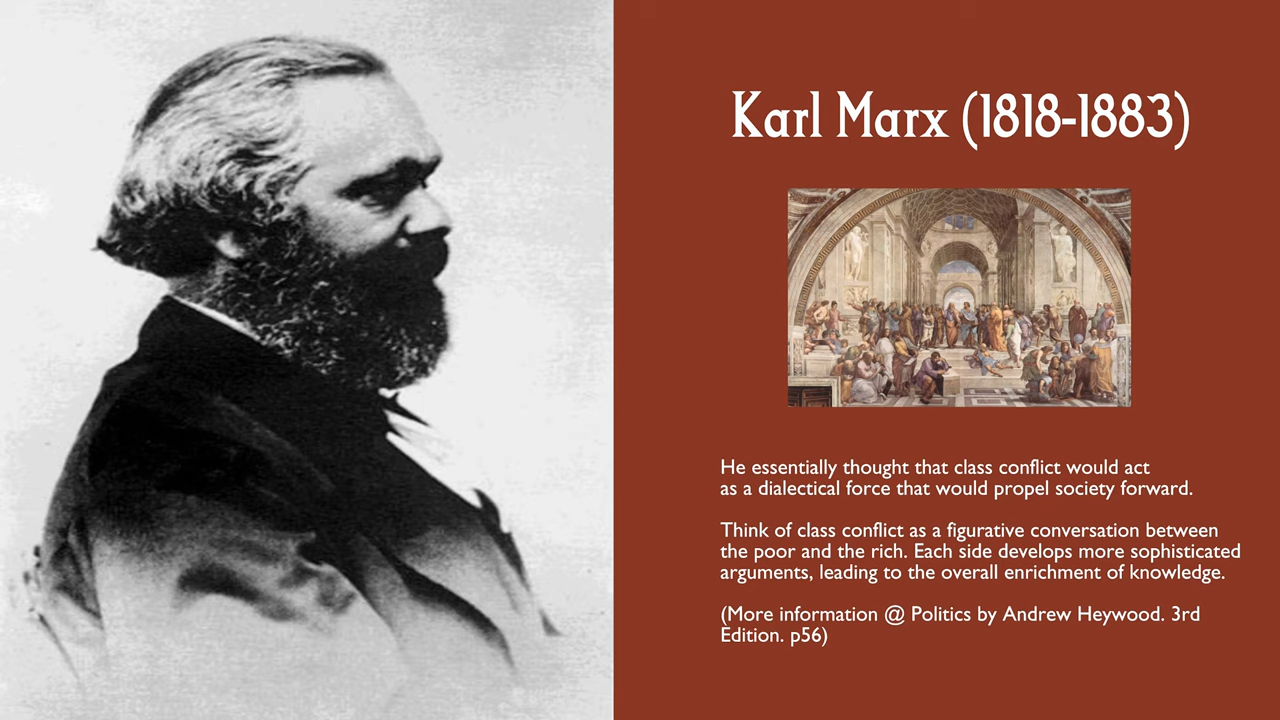 Karl Marx (1818-1883)
He essentially thought that class conflict would act
as a dialectical force that would propel society forward.
Think of class conflict as a figurative conversation between
the poor and the rich. Each side develops more sophisticated
arguments, leading to the overall enrichment of knowledge.
(More information @ Politics by Andrew Heywood. 3rd
Edition. p56)